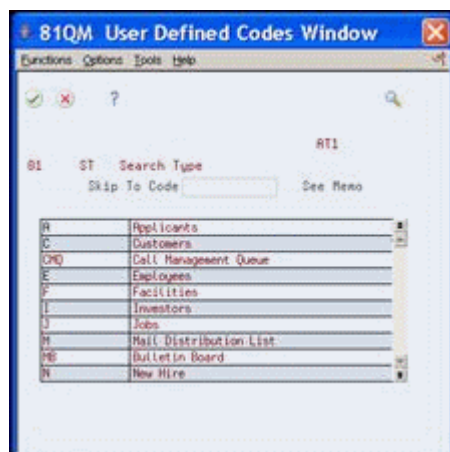 81QM User Defined Codes Window
Functions Options Tools Help
?
AT1
01 ST Search Type
Skip To Code See Memo
A Applicants
C Customers
CMQ Call Management Queue
E Employees
F Facilities
I Investors
J Jobs
M Mail Distribution List
MB Bulletin Board
N New Hire